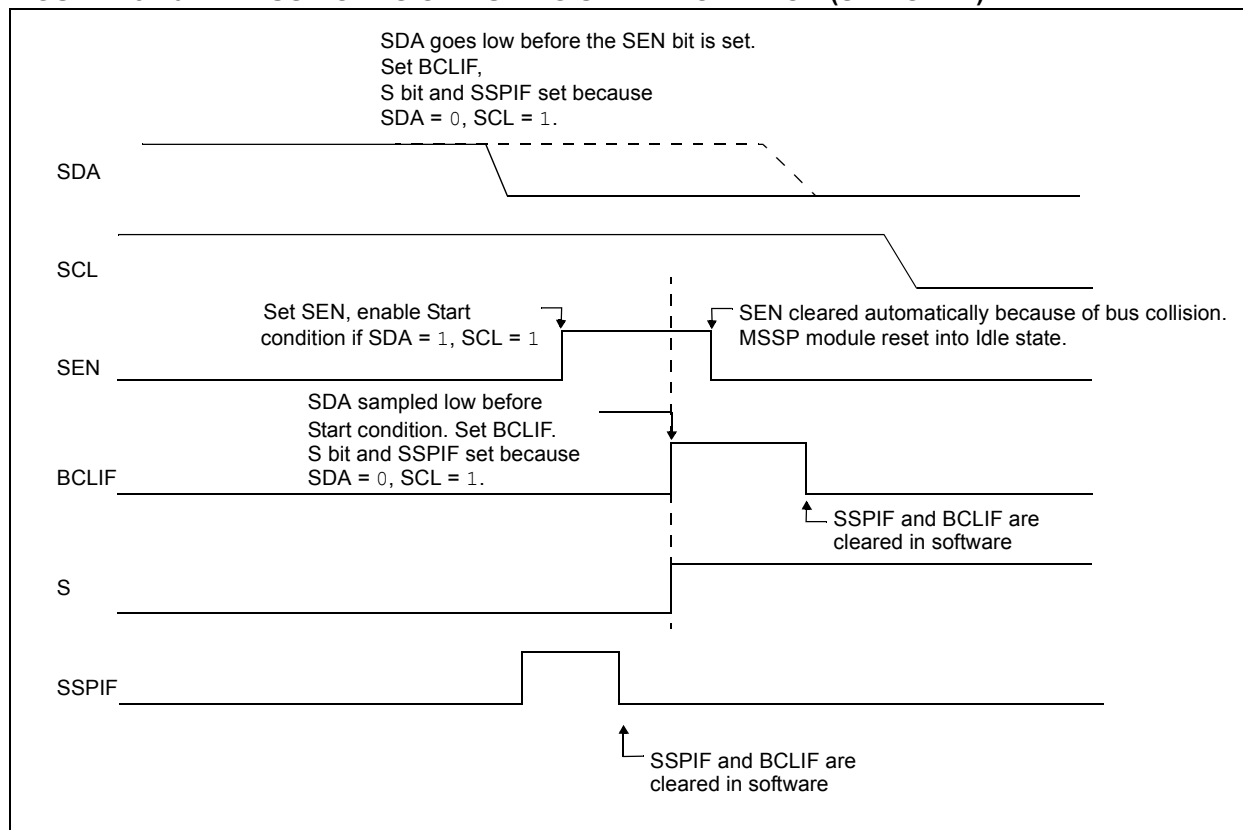 SDA goes low before the SEN bit is set.
Set BCLIF,
S bit and SSPIF set because
SDA = 0, SCL = 1.
SDA
SCL
Set SEN, enable Start
condition if SDA = 1, SCL = 1
SEN cleared automatically because of bus collision.
MSSP module reset into Idle state.
SEN
SDA sampled low before
Start condition. Set BCLIF.
S bit and SSPIF set because
SDA = 0, SCL = 1.
BCLIF
SSPIF and BCLIF are
cleared in software
S
SSPIF
SSPIF and BCLIF are
cleared in software